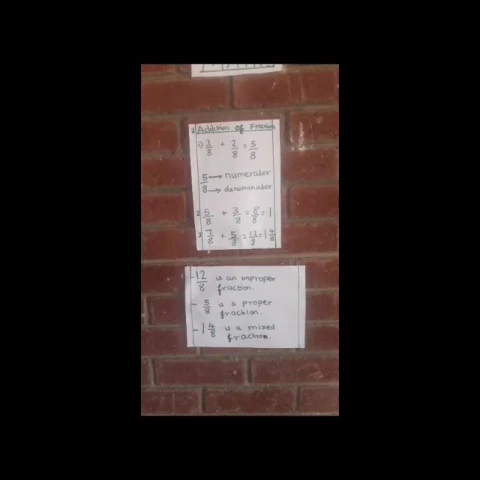 Addition of Fractions
1) 3/8 + 2/8 = 5/8
5/8 → numerator
→ denominator
2. 5/8 + 3/8 = 8/8 = 1
3. 7/8 + 5/8 = 12/8 = 1 4/8
- 12/8 is an improper
fraction.
- 5/8 is a proper
fraction.
- 1 4/8 is a mixed
fraction.